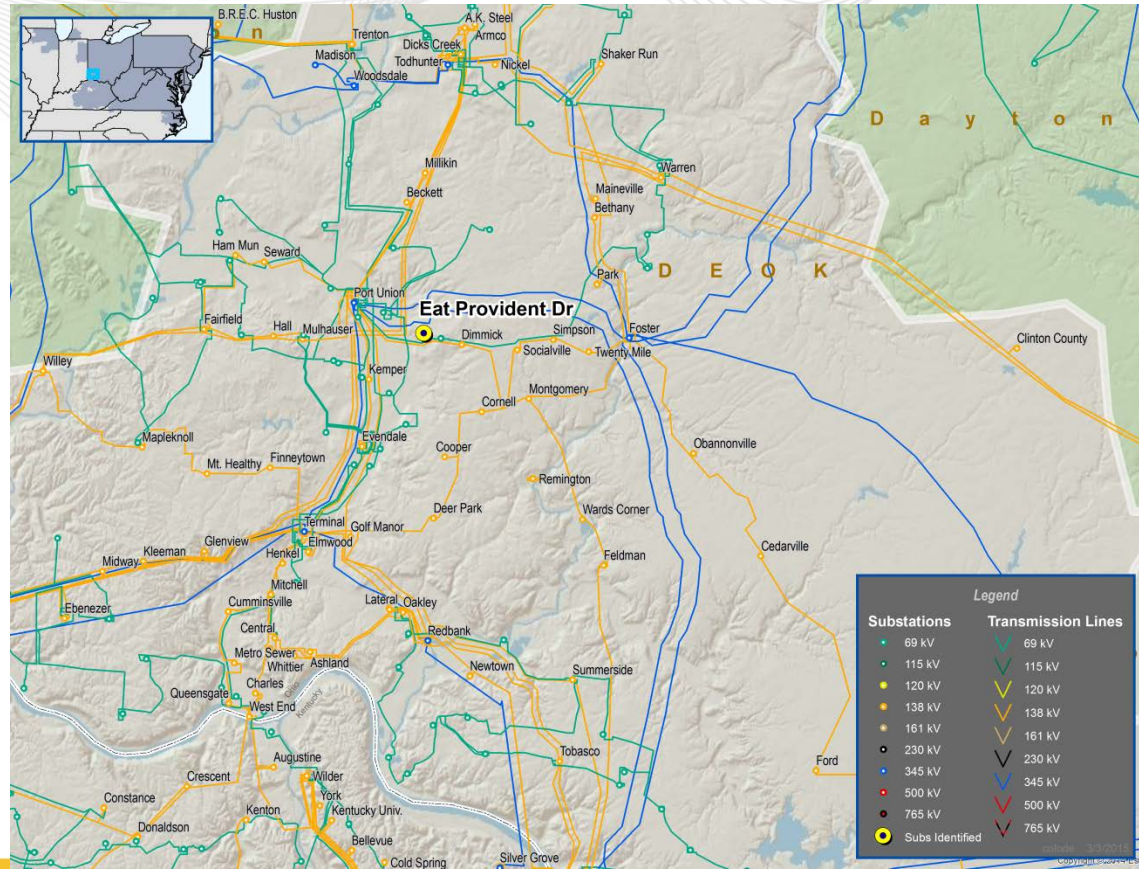 B.R.E.C. Huston
o n
A.K. Steel
Trenton
Armco
Dicks Creek
Madison
Todhunter
Nickel
Shaker Run
Woodsdale
D a y t o n
Millikin
Warren
Beckett
Maineville
Bethany
Ham Mun
Seward
D E O K
Park
Port Union
Eat Provident Dr
Fairfield
Hall
Mulhauser
Dimmick
Simpson
Foster
Clinton County
Socialville
Twenty Mile
Willey
Kemper
Montgomery
Cornell
Mapleknoll
Evendale
Cooper
Obannonville
Mt. Healthy
Finneytown
Remington
Deer Park
Wards Corner
Terminal
Golf Manor
Glenview
Elmwood
Kleeman
Henkel
Midway
Feldman
Cedarville
Mitchell
Ebenezer
Cumminsville
Lateral
Oakley
Central
Redbank
Metro Sewer
Ashland
Whittier
Newtown
Summerside
Queensgate
Charles
Ohio
Kentucky
West End
Tobasco
Augustine
Ford
Wilder
Crescent
York
Constance
Kenton
Kentucky Univ.
Donaldson
Bellevue
Cold Spring
Silver Grove
Legend
Substations
69 kV
115 kV
120 kV
138 kV
161 kV
230 kV
345 kV
500 kV
765 kV
Subs Identified
Transmission Lines
69 kV
115 kV
120 kV
138 kV
161 kV
230 kV
345 kV
500 kV
765 kV